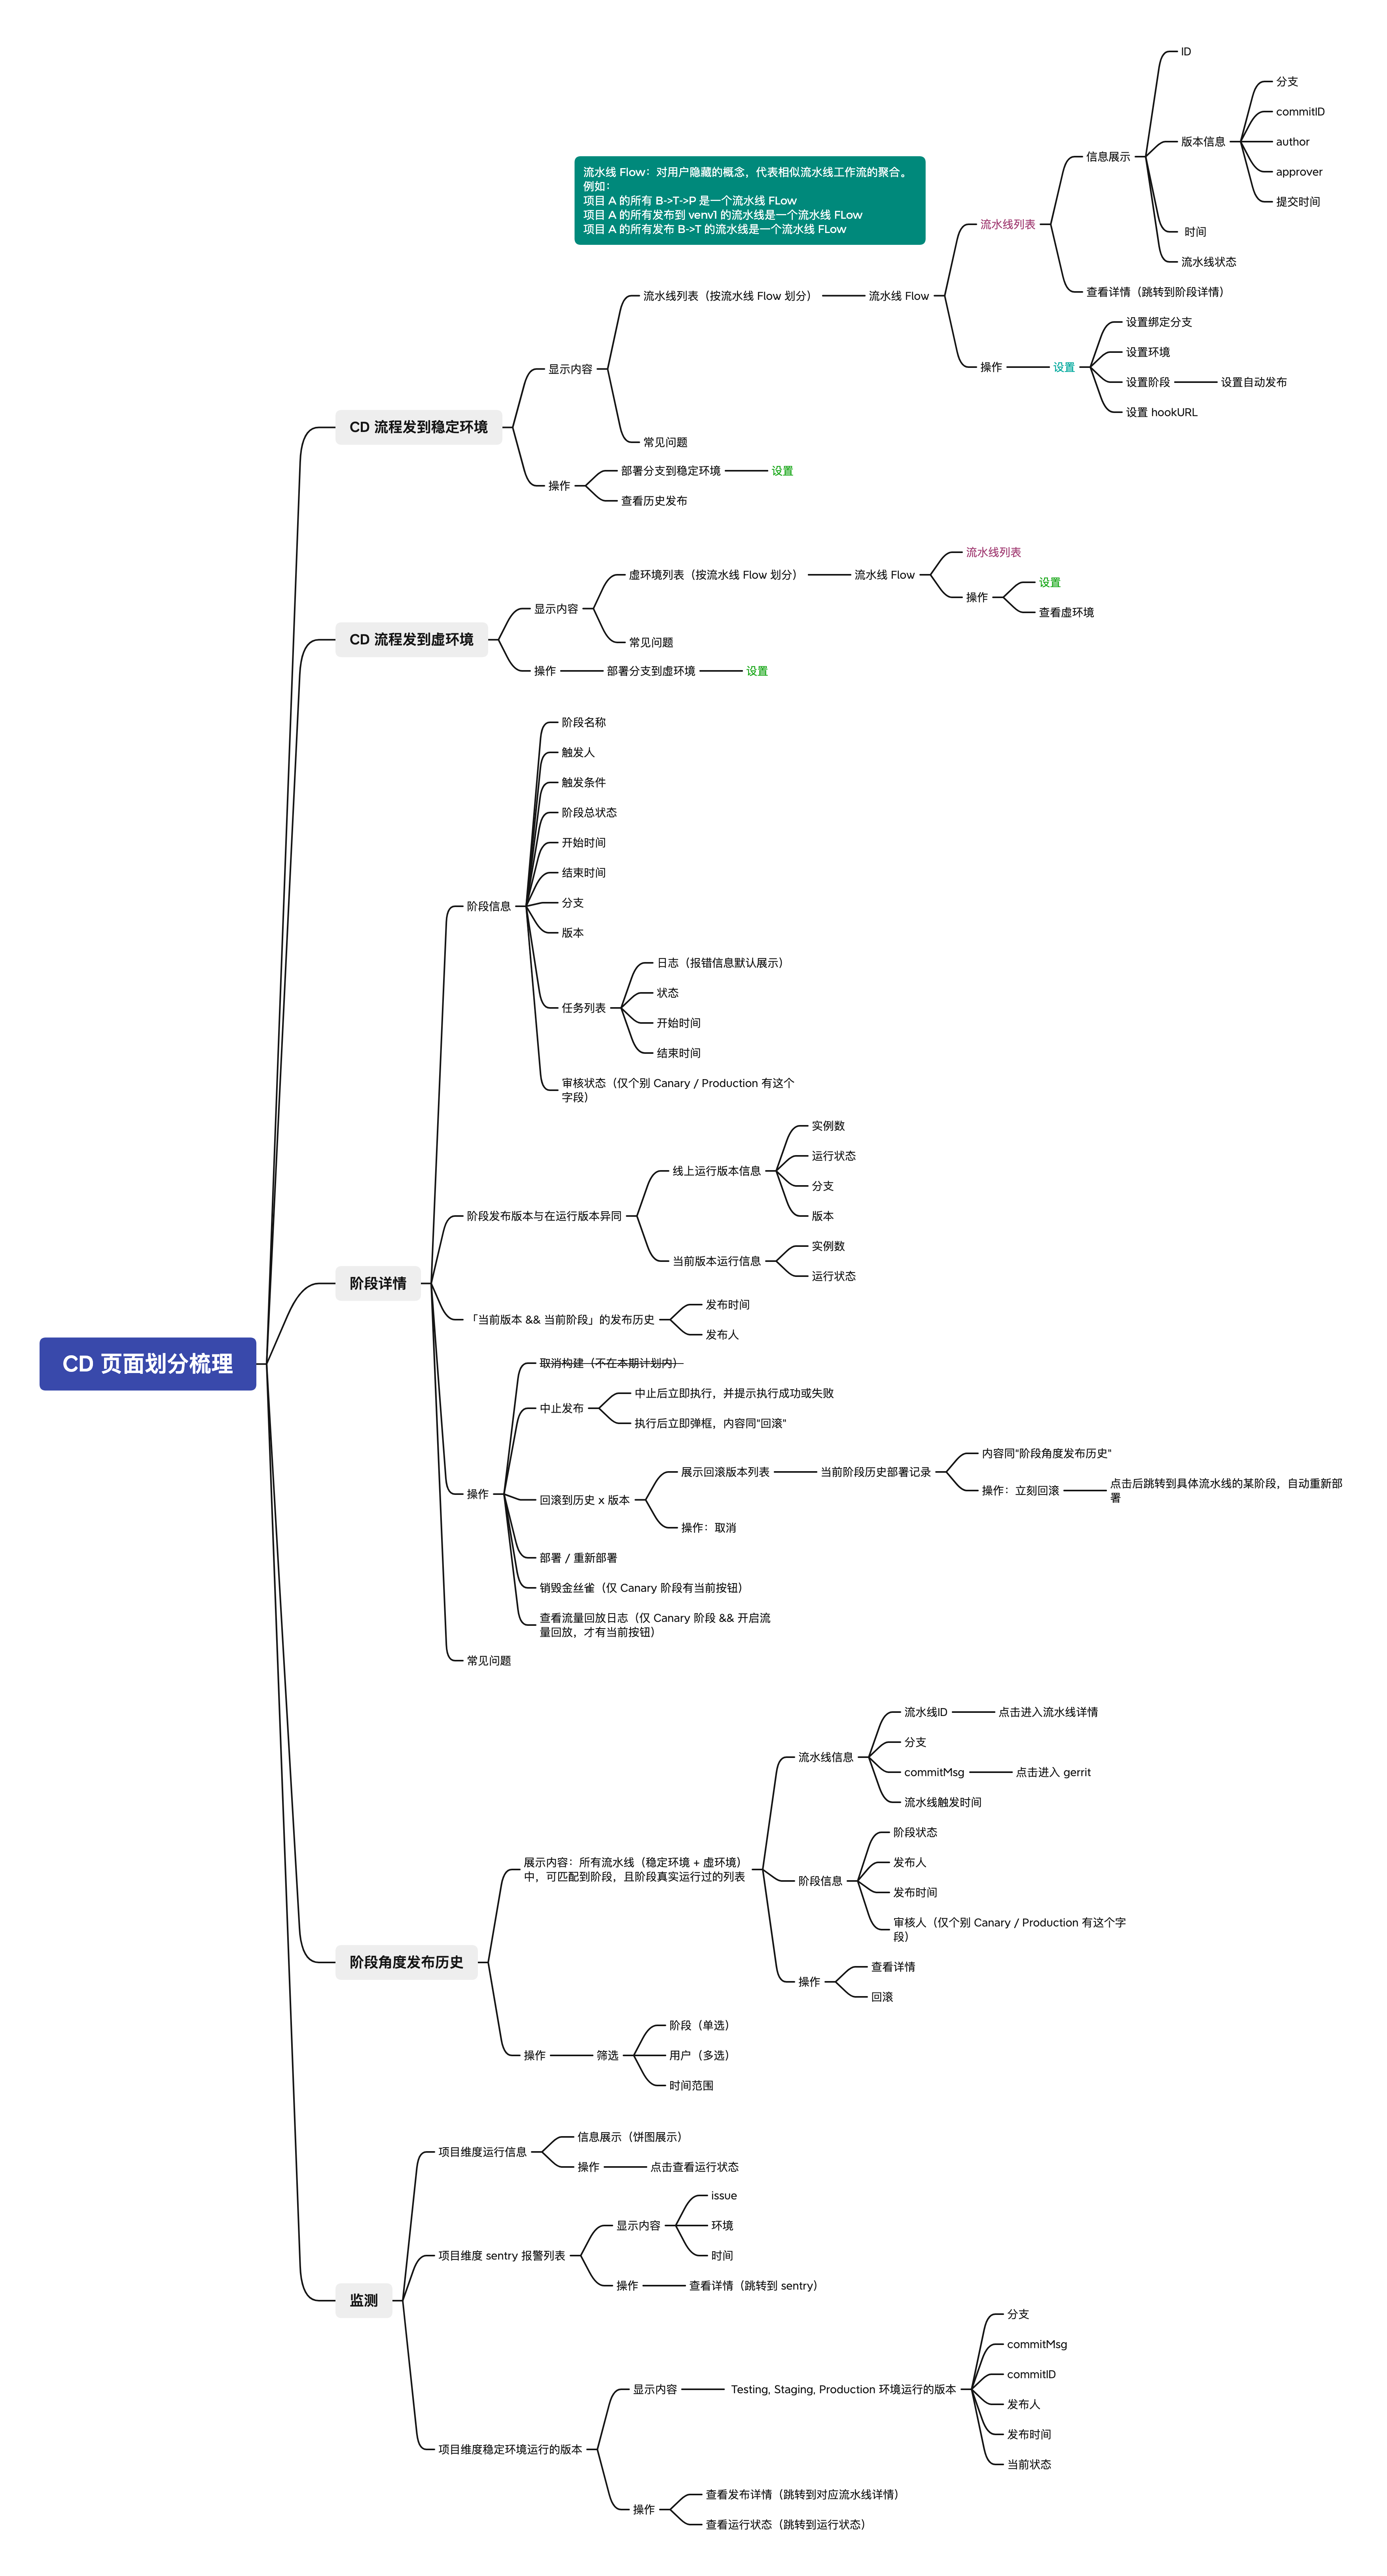 ID
分支
commitID
版本信息
author
approver
提交时间
信息展示
时间
流水线状态
流水线 Flow：对用户隐藏的概念，代表相似流水线工作流的聚合。
例如：
项目 A 的所有 B->T->P 是一个流水线 FLow
项目 A 的所有发布到 venv1 的流水线是一个流水线 FLow
项目 A 的所有发布 B->T 的流水线是一个流水线 FLow
流水线列表
查看详情（跳转到阶段详情）
流水线列表（按流水线 Flow 划分）
流水线 Flow
设置绑定分支
设置环境
操作
设置
设置阶段
设置自动发布
设置 hookURL
显示内容
CD 流程发到稳定环境
常见问题
操作
部署分支到稳定环境
设置
查看历史发布
流水线列表
虚环境列表（按流水线 Flow 划分）
流水线 Flow
设置
操作
查看虚环境
显示内容
CD 流程发到虚环境
常见问题
操作
部署分支到虚环境
设置
阶段名称
触发人
触发条件
阶段总状态
开始时间
结束时间
阶段信息
分支
版本
日志（报错信息默认展示）
状态
任务列表
开始时间
结束时间
审核状态（仅个别 Canary / Production 有这个
字段）
实例数
运行状态
线上运行版本信息
分支
版本
阶段发布版本与在运行版本异同
实例数
当前版本运行信息
运行状态
阶段详情
发布时间
「当前版本 && 当前阶段」的发布历史
发布人
CD 页面划分梳理
取消构建（不在本期计划内）
中止后立即执行，并提示执行成功或失败
中止发布
执行后立即弹框，内容同"回滚"
内容同"阶段角度发布历史"
展示回滚版本列表
当前阶段历史部署记录
操作：立刻回滚
点击后跳转到具体流水线的某阶段，自动重新部
署
操作
回滚到历史 x 版本
操作：取消
部署 / 重新部署
销毁金丝雀（仅 Canary 阶段有当前按钮）
查看流量回放日志（仅 Canary 阶段 && 开启流
量回放，才有当前按钮）
常见问题
流水线ID
点击进入流水线详情
分支
流水线信息
commitMsg
点击进入 gerrit
流水线触发时间
阶段状态
展示内容：所有流水线（稳定环境 + 虚环境）
中，可匹配到阶段，且阶段真实运行过的列表
发布人
阶段信息
发布时间
审核人（仅个别 Canary / Production 有这个字
段）
阶段角度发布历史
查看详情
操作
回滚
阶段（单选）
操作
筛选
用户（多选）
时间范围
信息展示（饼图展示）
项目维度运行信息
操作
点击查看运行状态
issue
显示内容
环境
时间
项目维度 sentry 报警列表
操作
查看详情（跳转到 sentry）
监测
分支
commitMsg
commitID
显示内容
Testing, Staging, Production 环境运行的版本
发布人
发布时间
当前状态
项目维度稳定环境运行的版本
查看发布详情（跳转到对应流水线详情）
操作
查看运行状态（跳转到运行状态）